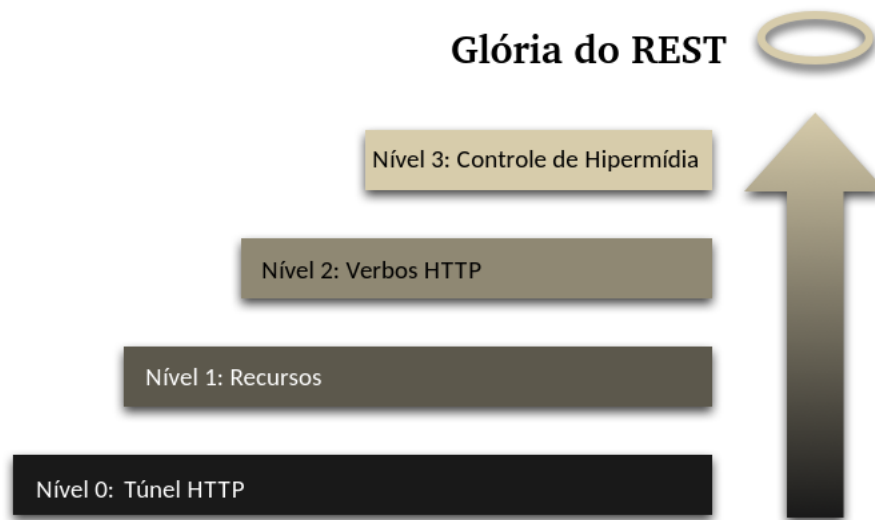 Glória do REST
Nível 3: Controle de Hipermídia
Nível 2: Verbos HTTP
Nível 1: Recursos
Nível 0: Túnel HTTP